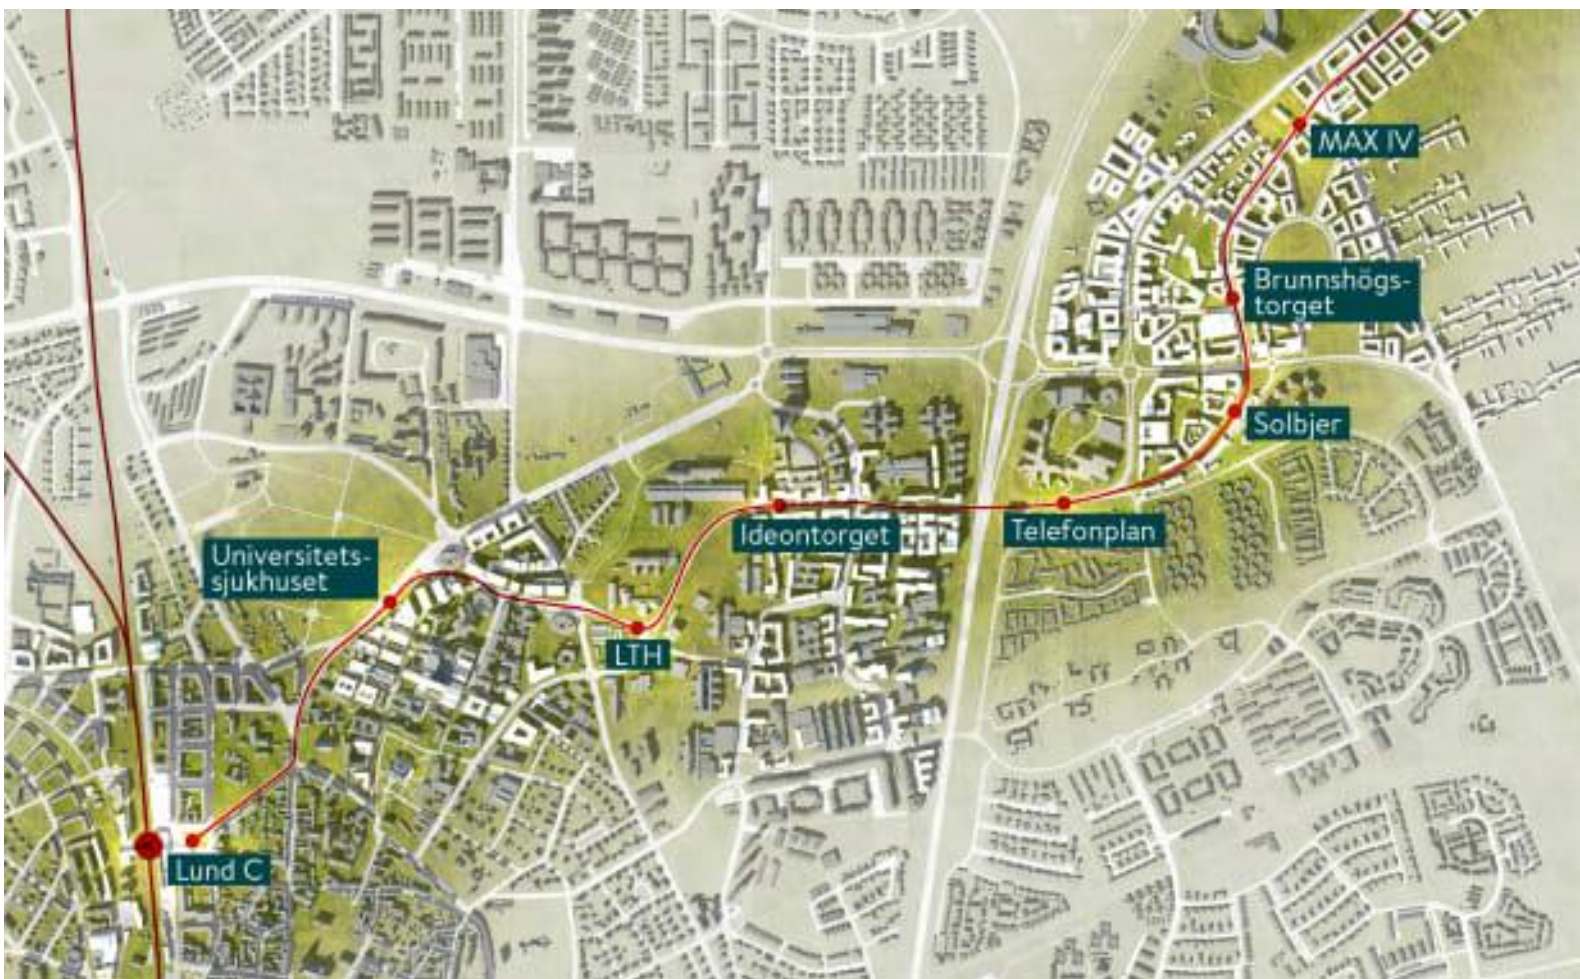 MAX IV
Brunnshögs-
torget
Solbjer
Ideontorget
Telefonplan
Universitets-
sjukhuset
LTH
Lund C